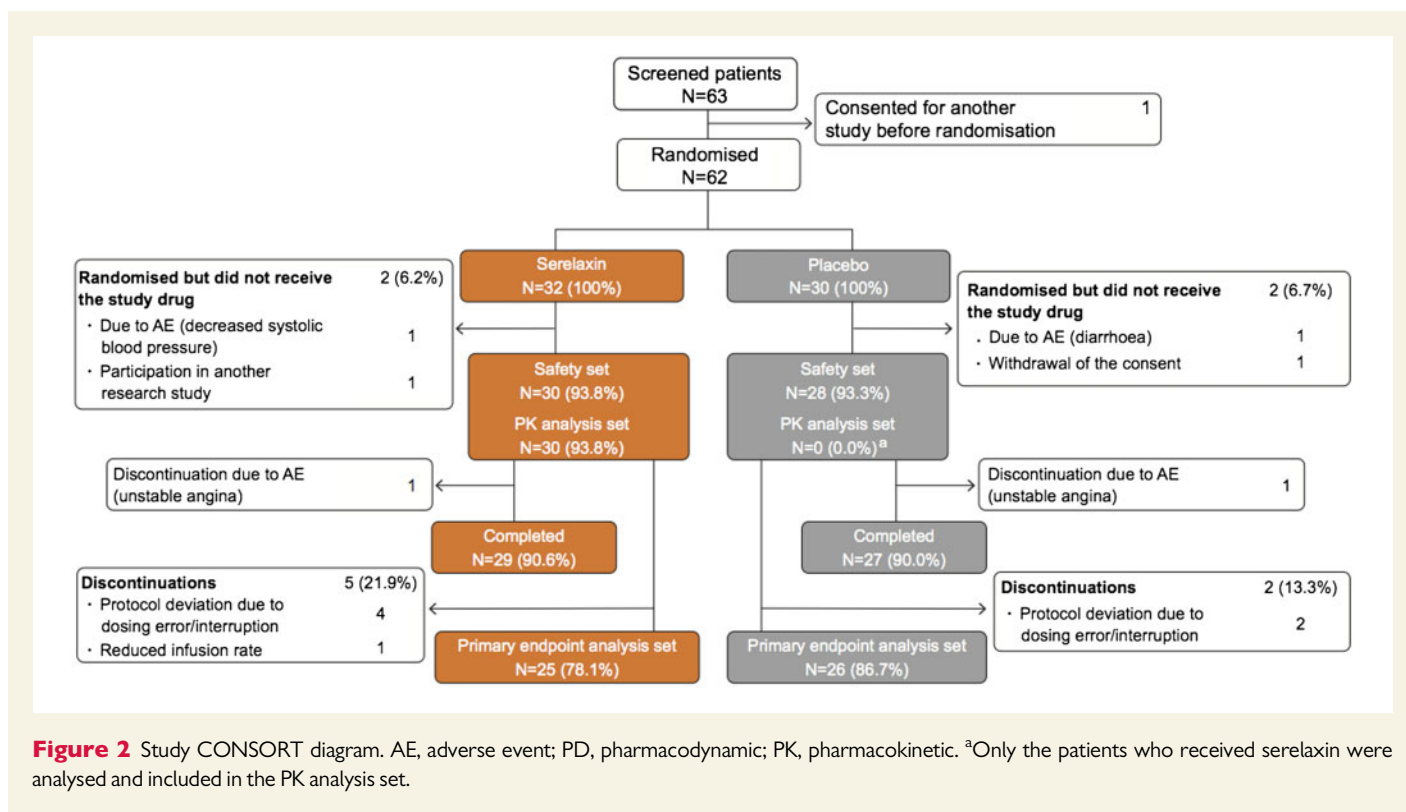 Screened patients
N=63
Consented for another 1
study before randomisation
Randomised
N=62
Serelaxin
N=32 (100%)
Placebo
N=30 (100%)
Randomised but did not receive 2 (6.2%)
the study drug
· Due to AE (decreased systolic 1
blood pressure)
· Participation in another 1
research study
Randomised but did not receive 2 (6.7%)
the study drug
. Due to AE (diarrhoea) 1
· Withdrawal of the consent 1
Safety set
N=30 (93.8%)
PK analysis set
N=30 (93.8%)
Safety set
N=28 (93.3%)
PK analysis set
N=0 (0.0%)a
Discontinuation due to AE 1
(unstable angina)
Discontinuation due to AE 1
(unstable angina)
Completed
N=29 (90.6%)
Completed
N=27 (90.0%)
Discontinuations 5 (21.9%)
· Protocol deviation due to 4
dosing error/interruption
· Reduced infusion rate 1
Discontinuations 2 (13.3%)
· Protocol deviation due to 2
dosing error/interruption
Primary endpoint analysis set
N=25 (78.1%)
Primary endpoint analysis set
N=26 (86.7%)
Figure 2 Study CONSORT diagram. AE, adverse event; PD, pharmacodynamic; PK, pharmacokinetic. aOnly the patients who received serelaxin were
analysed and included in the PK analysis set.